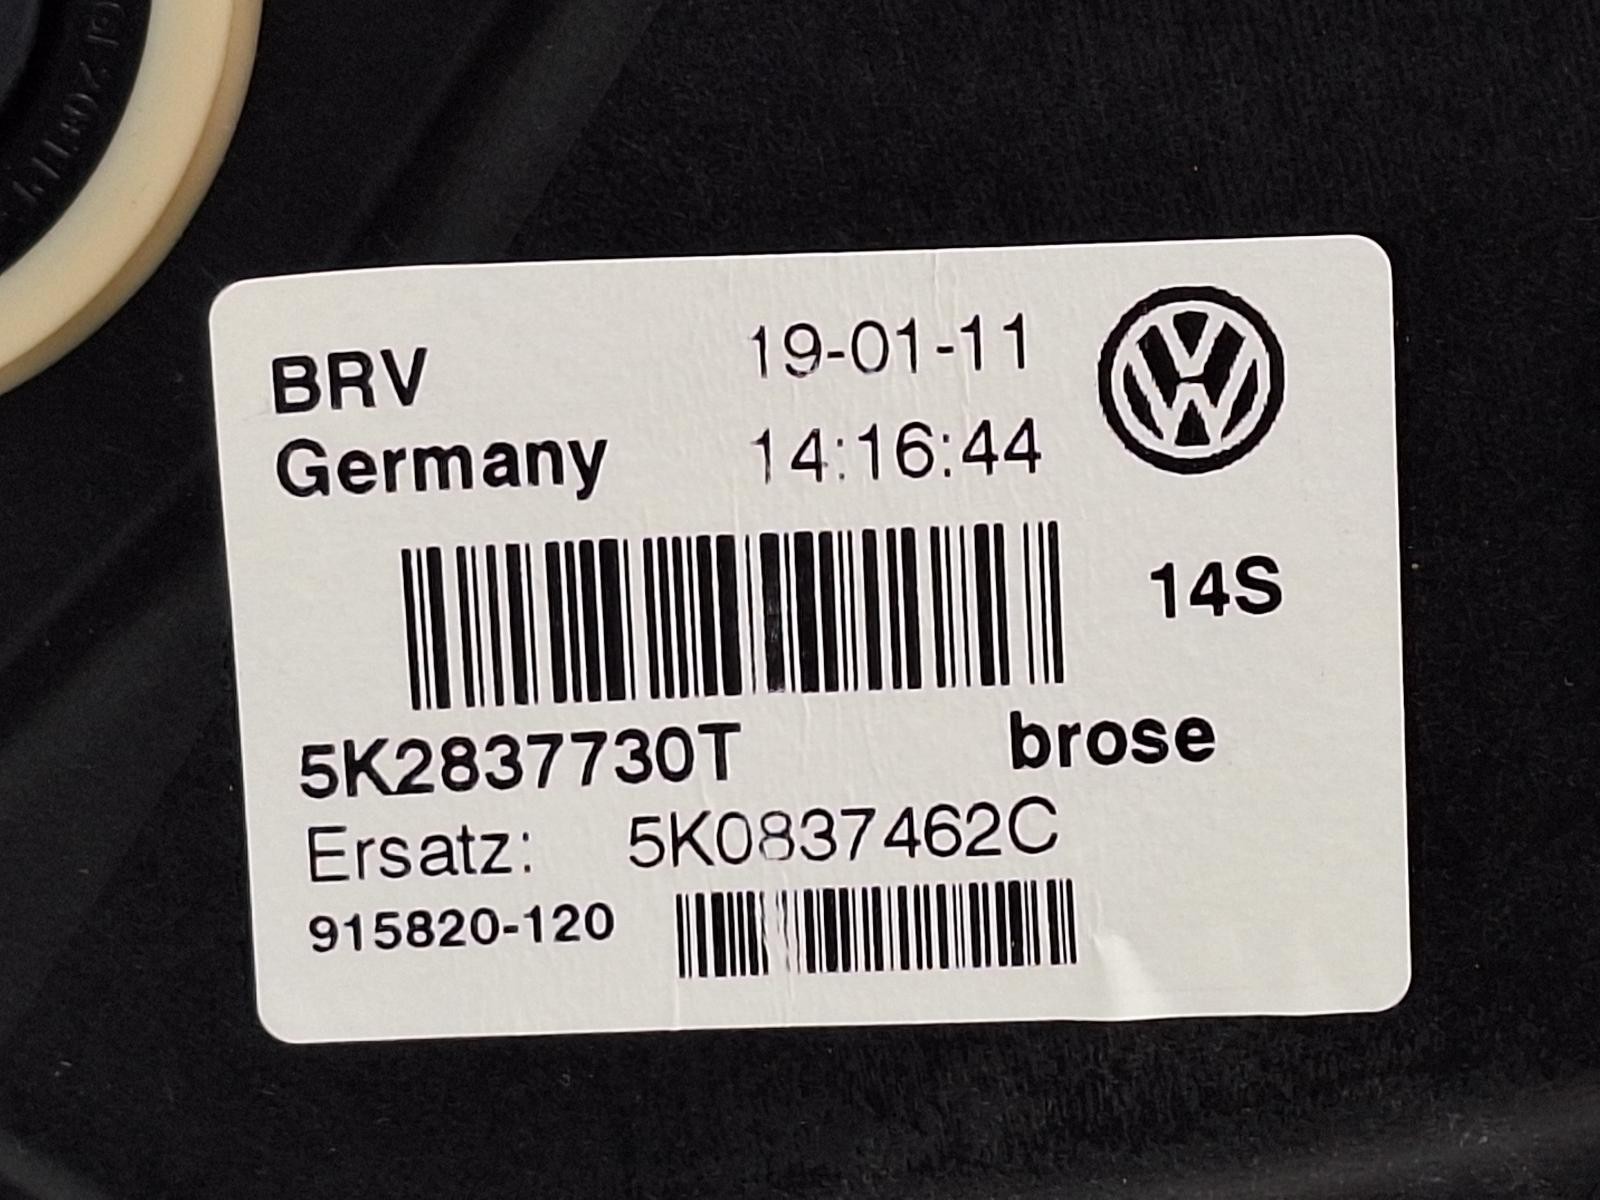 BRV 19-01-11
Germany 14:16:44
14S
5K2837730T brose
Ersatz: 5K0837462C
915820-120